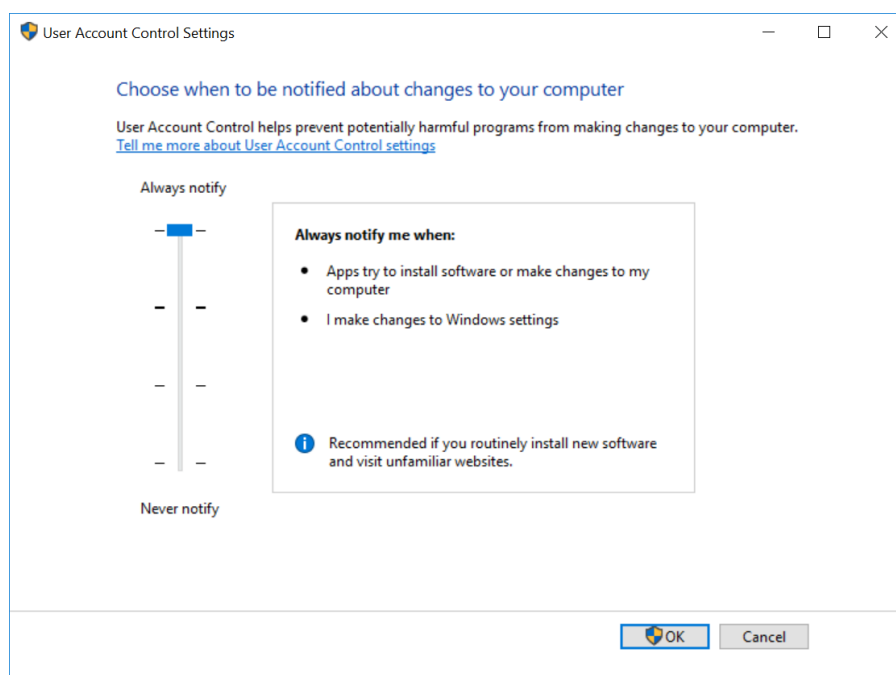 User Account Control Settings
Choose when to be notified about changes to your computer
User Account Control helps prevent potentially harmful programs from making changes to your computer.
Tell me more about User Account Control settings
Always notify
Always notify me when:
Apps try to install software or make changes to my
computer
I make changes to Windows settings
Recommended if you routinely install new software
and visit unfamiliar websites.
Never notify
OK
Cancel